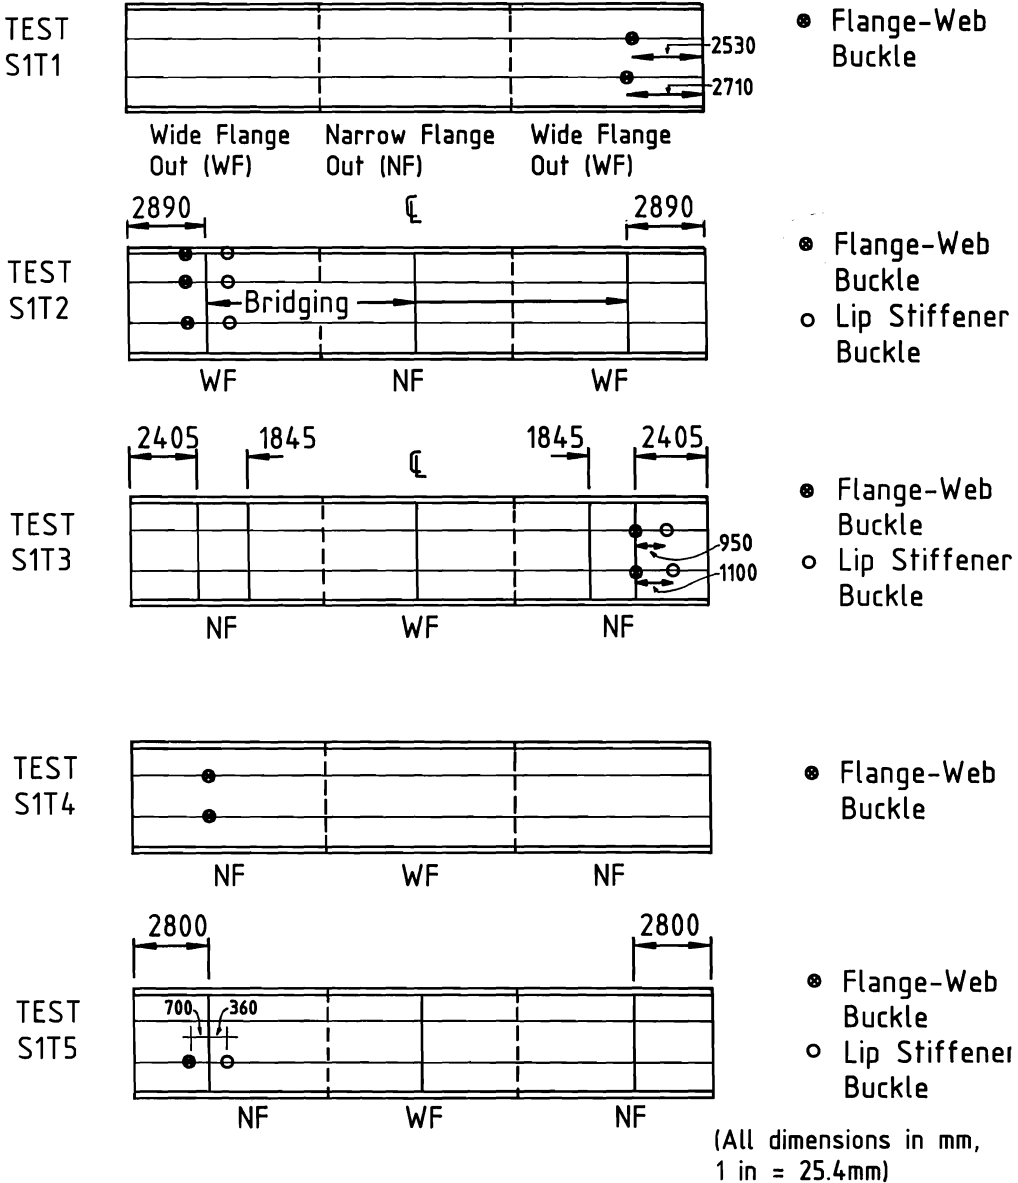 TEST
S1T1
2530
2710
Flange-Web
Buckle
Wide Flange
Out (WF)
Narrow Flange
Out (NF)
Wide Flange
Out (WF)
2890
℄
2890
TEST
S1T2
Bridging
Flange-Web
Buckle
Lip Stiffener
Buckle
WF
NF
WF
2405
1845
℄
1845
2405
TEST
S1T3
950
1100
Flange-Web
Buckle
Lip Stiffener
Buckle
NF
WF
NF
TEST
S1T4
Flange-Web
Buckle
NF
WF
NF
2800
2800
TEST
S1T5
700
360
Flange-Web
Buckle
Lip Stiffener
Buckle
NF
WF
NF
(All dimensions in mm,
1 in = 25.4mm)